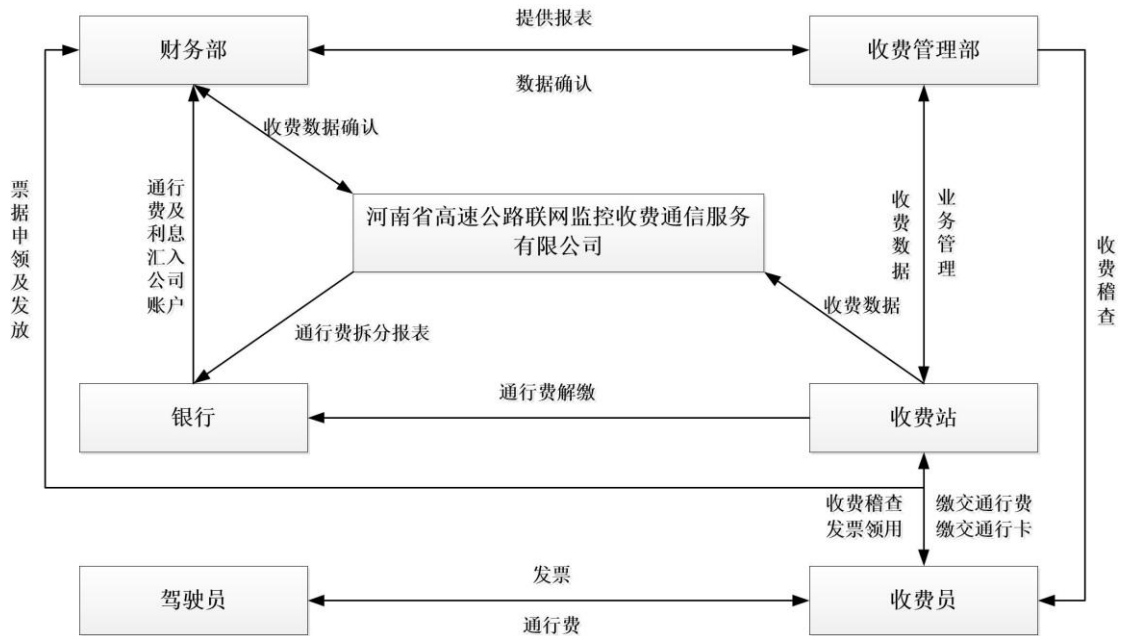 提供报表
财务部
收费管理部
数据确认
收费数据确认
票据申领及发放
通行
费及
利息
汇入
公司
账户
河南省高速公路联网监控收费通信服务
有限公司
收费数据
业务管理
收费稽查
收费数据
通行费拆分报表
银行
通行费解缴
收费站
收费稽查
发票领用
缴交通行费
缴交通行卡
驾驶员
发票
通行费
收费员